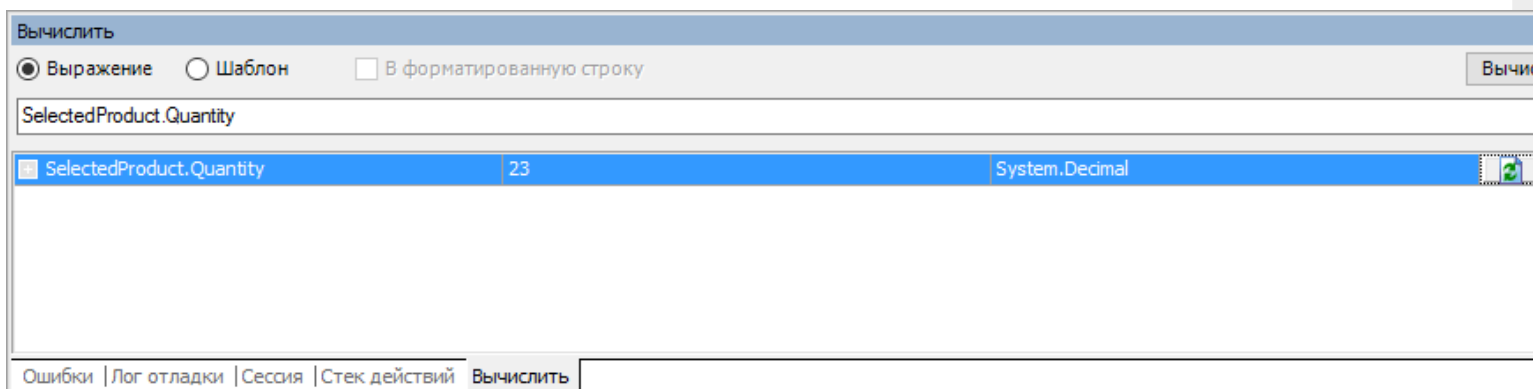 Вычислить
Выражение Шаблон В форматированную строку Вычис
SelectedProduct.Quantity
SelectedProduct.Quantity 23 System.Decimal
Ошибки | Лог отладки | Сессия | Стек действий Вычислить